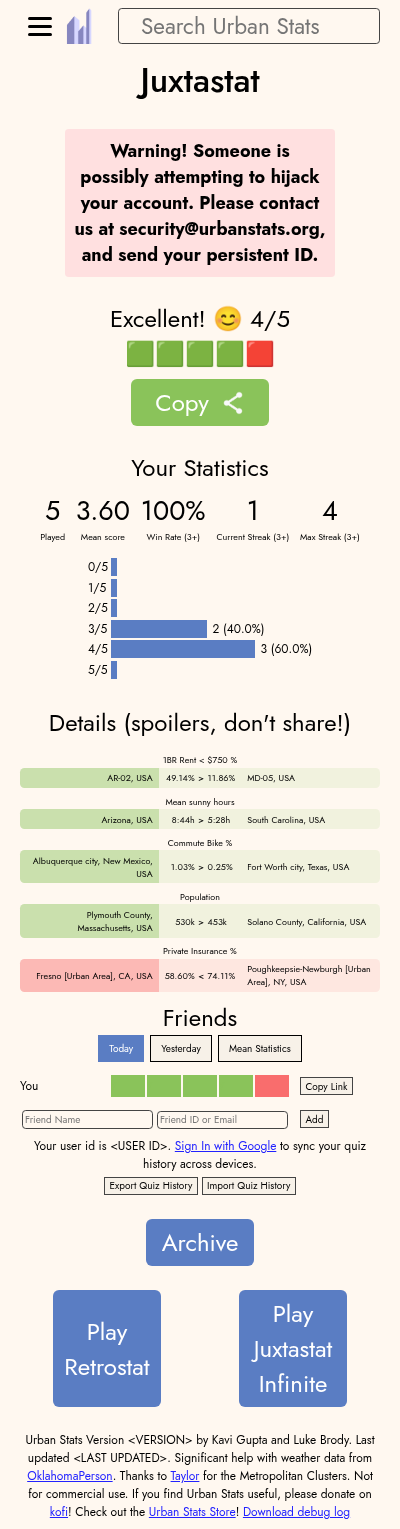 Search Urban Stats
Juxtastat
Warning! Someone is
possibly attempting to hijack
your account. Please contact
us at security@urbanstats.org,
and send your persistent ID.
Excellent! 😊 4/5
🟩🟩🟩🟩🟥
Copy
Your Statistics
5 3.60 100% 1 4
Played Mean score Win Rate (3+) Current Streak (3+) Max Streak (3+)
0/5
1/5
2/5
3/5 2 (40.0%)
4/5 3 (60.0%)
5/5
Details (spoilers, don't share!)
1BR Rent < $750 %
AR-02, USA 49.14% > 11.86% MD-05, USA
Mean sunny hours
Arizona, USA 8:44h > 5:28h South Carolina, USA
Commute Bike %
Albuquerque city, New Mexico,
USA 1.03% > 0.25% Fort Worth city, Texas, USA
Population
Plymouth County,
Massachusetts, USA 530k > 453k Solano County, California, USA
Private Insurance %
Fresno [Urban Area], CA, USA 58.60% < 74.11% Poughkeepsie-Newburgh [Urban
Area], NY, USA
Friends
Today Yesterday Mean Statistics
You Copy Link
Friend Name Friend ID or Email Add
Your user id is <USER ID>. Sign In with Google to sync your quiz
history across devices.
Export Quiz History Import Quiz History
Archive
Play
Retrostat
Play
Juxtastat
Infinite
Urban Stats Version <VERSION> by Kavi Gupta and Luke Brody. Last
updated <LAST UPDATED>. Significant help with weather data from
OklahomaPerson. Thanks to Taylor for the Metropolitan Clusters. Not
for commercial use. If you find Urban Stats useful, please donate on
kofi! Check out the Urban Stats Store! Download debug log